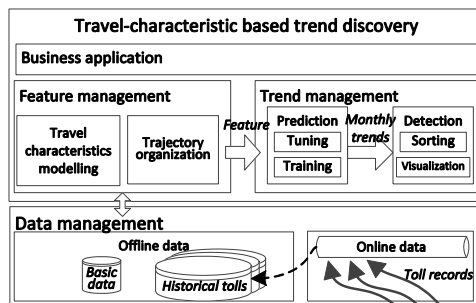 Travel-characteristic based trend discovery
Business application
Feature management
Travel
characteristics
modelling
Trajectory
organization
Feature
Trend management
Prediction
Tuning
Training
Monthly
trends
Detection
Sorting
Visualization
Data management
Offline data
Basic
data
Historical tolls
Online data
Toll records